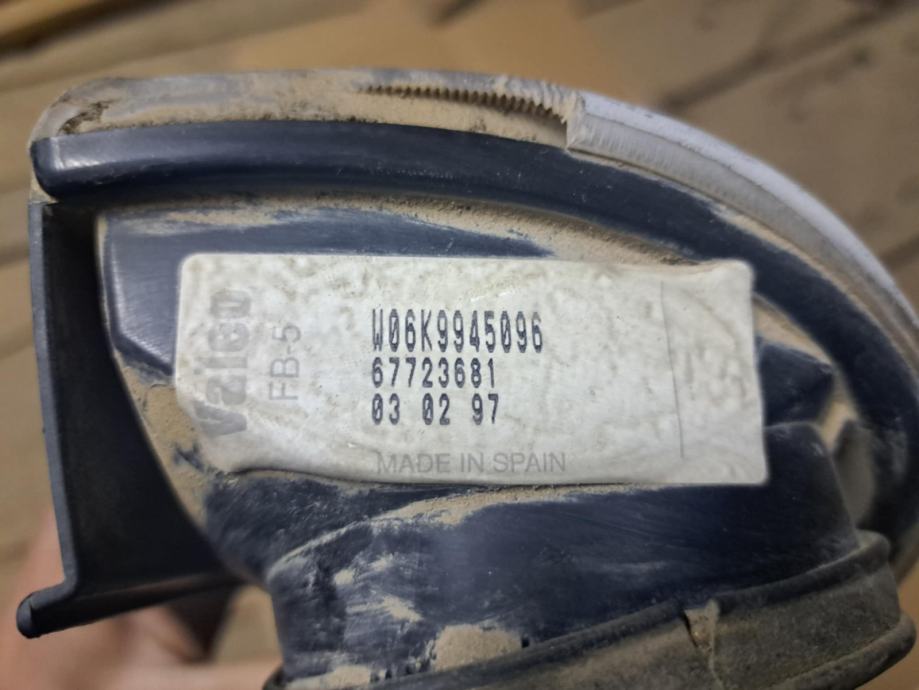 valeo
FB-5
W06K9945096
67723681
03 02 97
MADE IN SPAIN